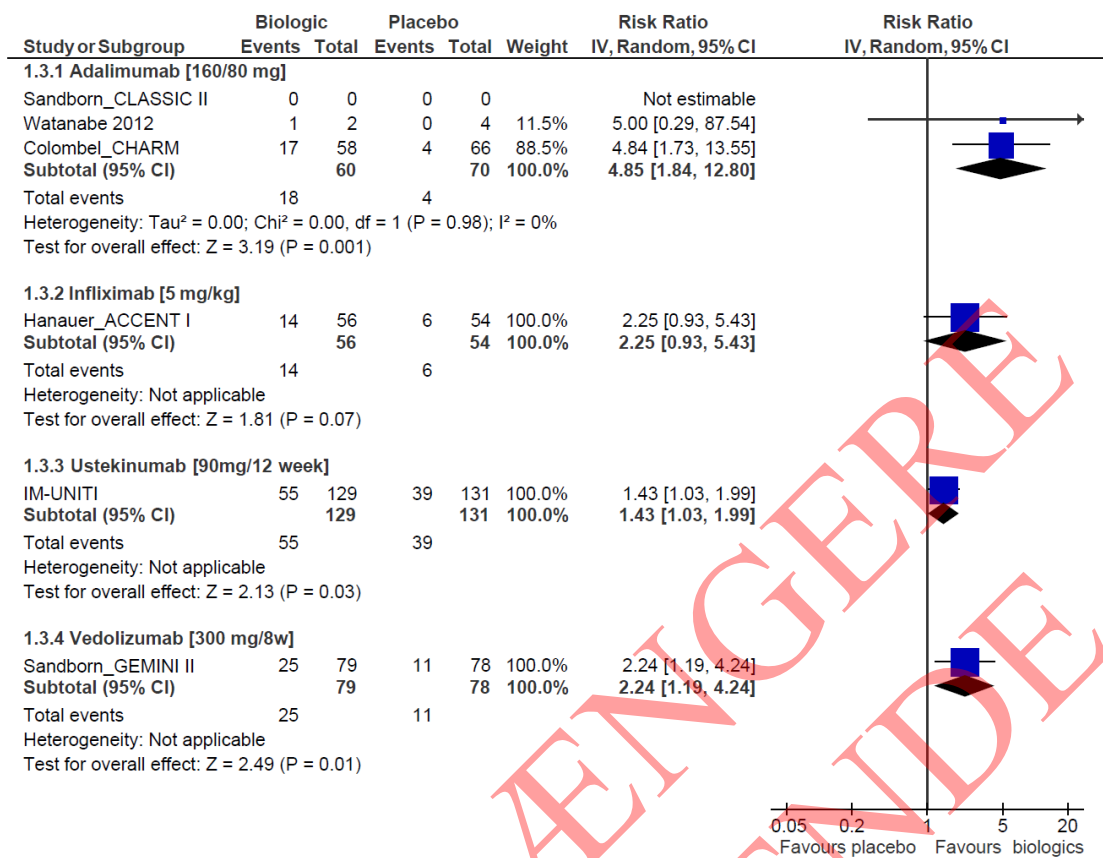 Biologic Placebo Risk Ratio Risk Ratio
Study or Subgroup Events Total Events Total Weight IV, Random, 95% CI IV, Random, 95% CI
1.3.1 Adalimumab [160/80 mg]
Sandborn_CLASSIC II 0 0 0 0 Not estimable
Watanabe 2012 1 2 0 4 11.5% 5.00 [0.29, 87.54]
Colombel_CHARM 17 58 4 66 88.5% 4.84 [1.73, 13.55]
Subtotal (95% CI) 60 70 100.0% 4.85 [1.84, 12.80]
Total events 18 4
Heterogeneity: Tau² = 0.00; Chi² = 0.00, df = 1 (P = 0.98); I² = 0%
Test for overall effect: Z = 3.19 (P = 0.001)
1.3.2 Infliximab [5 mg/kg]
Hanauer_ACCENT I 14 56 6 54 100.0% 2.25 [0.93, 5.43]
Subtotal (95% CI) 56 54 100.0% 2.25 [0.93, 5.43]
Total events 14 6
Heterogeneity: Not applicable
Test for overall effect: Z = 1.81 (P = 0.07)
1.3.3 Ustekinumab [90mg/12 week]
IM-UNITI 55 129 39 131 100.0% 1.43 [1.03, 1.99]
Subtotal (95% CI) 129 131 100.0% 1.43 [1.03, 1.99]
Total events 55 39
Heterogeneity: Not applicable
Test for overall effect: Z = 2.13 (P = 0.03)
1.3.4 Vedolizumab [300 mg/8w]
Sandborn_GEMINI II 25 79 11 78 100.0% 2.24 [1.19, 4.24]
Subtotal (95% CI) 79 78 100.0% 2.24 [1.19, 4.24]
Total events 25 11
Heterogeneity: Not applicable
Test for overall effect: Z = 2.49 (P = 0.01)
0.05 0.2 1 5 20
Favours placebo Favours biologics
ÆNGERE
ENDE